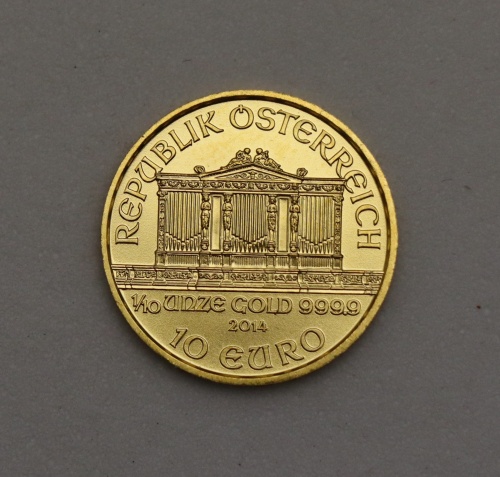 REPUBLIK ÖSTERREICH
1/10 UNZE GOLD 999.9
2014
10 EURO